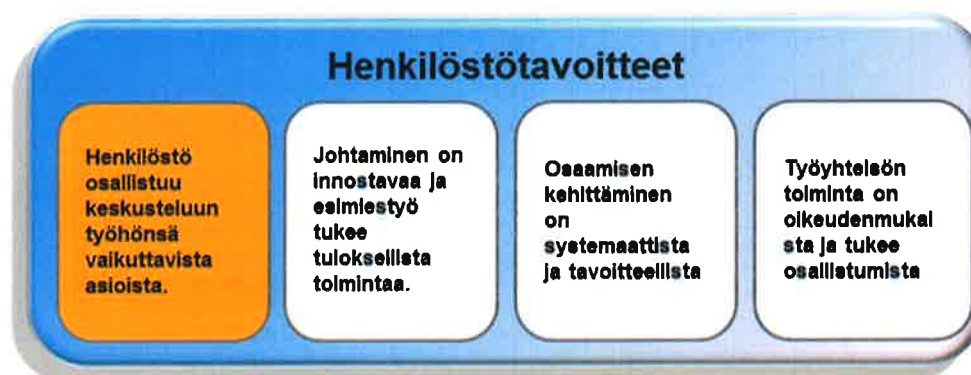 Henkilöstötavoitteet
Henkilöstö
osallistuu
keskusteluun
työhönsä
vaikuttavista
asioista.
Johtaminen on
innostavaa ja
esimiestyö
tukee
tuloksellista
toimintaa.
Osaamisen
kehittäminen
on
systemaattista
ja tavoitteellista
Työyhteisön
toiminta on
oikeudenmukai
sta ja tukee
osallistumista